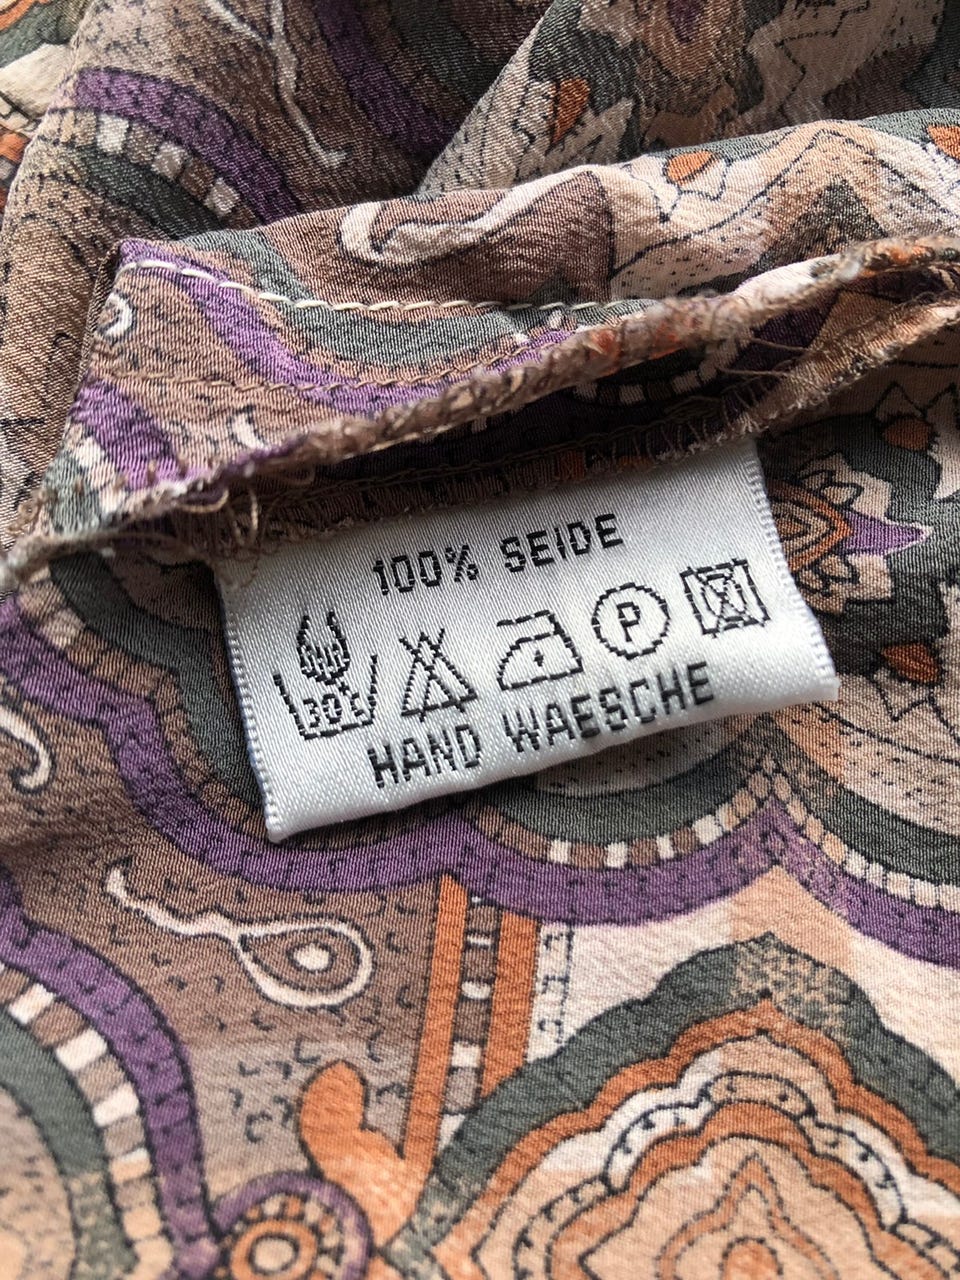 100% SEIDE
30°
P
HAND WAESCHE